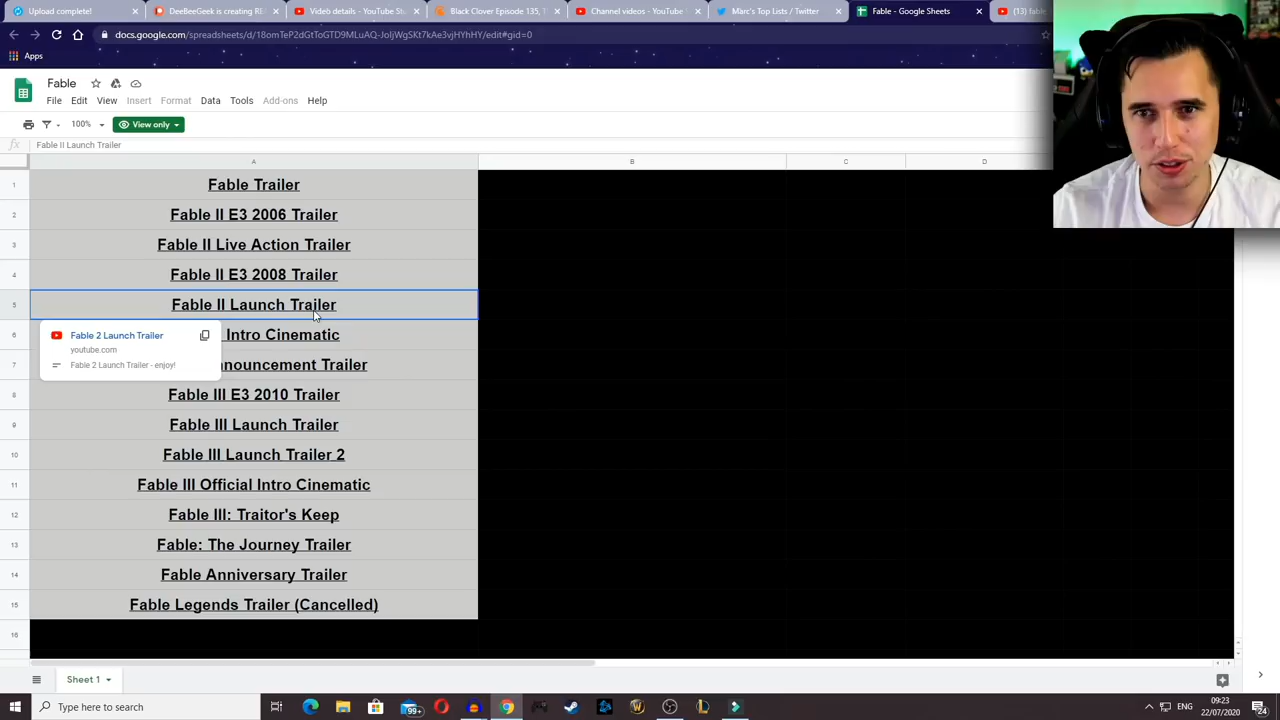 Upload complete!
DeeBeeGeek is creating RE
Video details - YouTube Stu
Black Clover Episode 135, 1
Channel videos - YouTube
Marc's Top Lists / Twitter
Fable - Google Sheets
(13) fable
docs.google.com/spreadsheets/d/
Apps
Fable
File Edit View Insert Format Data Tools Add-ons Help
100% View only
fx Fable II Launch Trailer
A B C D
1 Fable Trailer
2 Fable II E3 2006 Trailer
3 Fable II Live Action Trailer
4 Fable II E3 2008 Trailer
5 Fable II Launch Trailer
6 Intro Cinematic
Fable 2 Launch Trailer
youtube.com
Fable 2 Launch Trailer - enjoy!
7 nouncement Trailer
8 Fable III E3 2010 Trailer
9 Fable III Launch Trailer
10 Fable III Launch Trailer 2
11 Fable III Official Intro Cinematic
12 Fable III: Traitor's Keep
13 Fable: The Journey Trailer
14 Fable Anniversary Trailer
15 Fable Legends Trailer (Cancelled)
16
Sheet 1
Type here to search
99+
ENG
09:23
22/07/2020
24